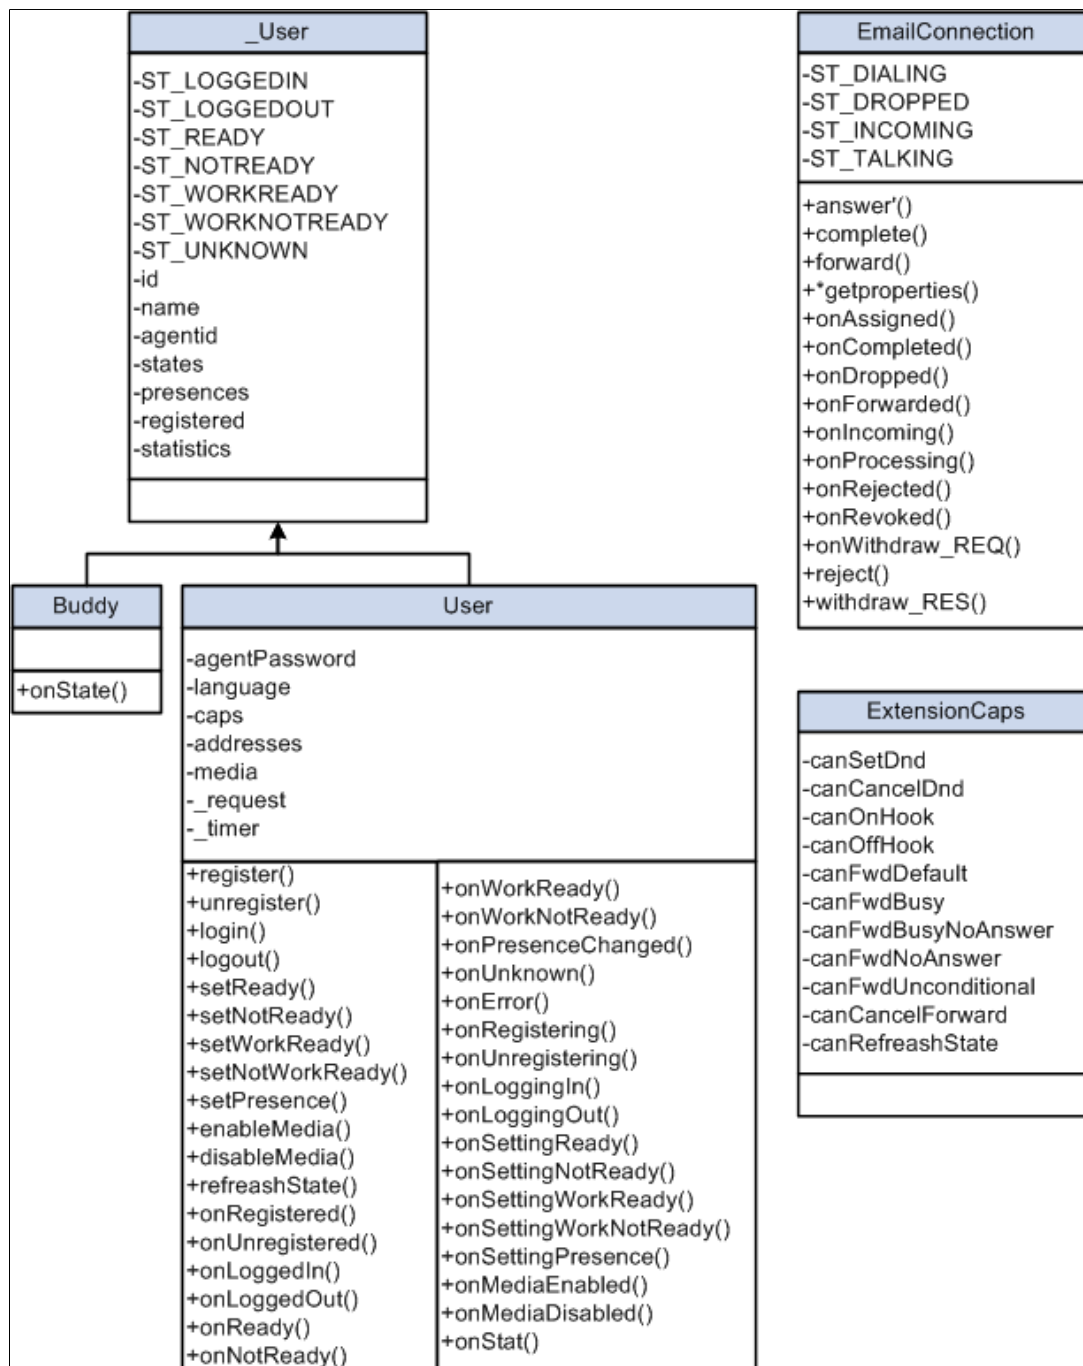 _User
-ST_LOGGEDIN
-ST_LOGGEDOUT
-ST_READY
-ST_NOTREADY
-ST_WORKREADY
-ST_WORKNOTREADY
-ST_UNKNOWN
-id
-name
-agentid
-states
-presences
-registered
-statistics
EmailConnection
-ST_DIALING
-ST_DROPPED
-ST_INCOMING
-ST_TALKING
+answer'()
+complete()
+forward()
+*getproperties()
+onAssigned()
+onCompleted()
+onDropped()
+onForwarded()
+onIncoming()
+onProcessing()
+onRejected()
+onRevoked()
+onWithdraw_REQ()
+reject()
+withdraw_RES()
Buddy
+onState()
User
-agentPassword
-language
-caps
-addresses
-media
-_request
-_timer
+register()
+unregister()
+login()
+logout()
+setReady()
+setNotReady()
+setWorkReady()
+setNotWorkReady()
+setPresence()
+enableMedia()
+disableMedia()
+refreashState()
+onRegistered()
+onUnregistered()
+onLoggedIn()
+onLoggedOut()
+onReady()
+onNotReady()
+onWorkReady()
+onWorkNotReady()
+onPresenceChanged()
+onUnknown()
+onError()
+onRegistering()
+onUnregistering()
+onLoggingIn()
+onLoggingOut()
+onSettingReady()
+onSettingNotReady()
+onSettingWorkReady()
+onSettingWorkNotReady()
+onSettingPresence()
+onMediaEnabled()
+onMediaDisabled()
+onStat()
ExtensionCaps
-canSetDnd
-canCancelDnd
-canOnHook
-canOffHook
-canFwdDefault
-canFwdBusy
-canFwdBusyNoAnswer
-canFwdNoAnswer
-canFwdUnconditional
-canCancelForward
-canRefreashState